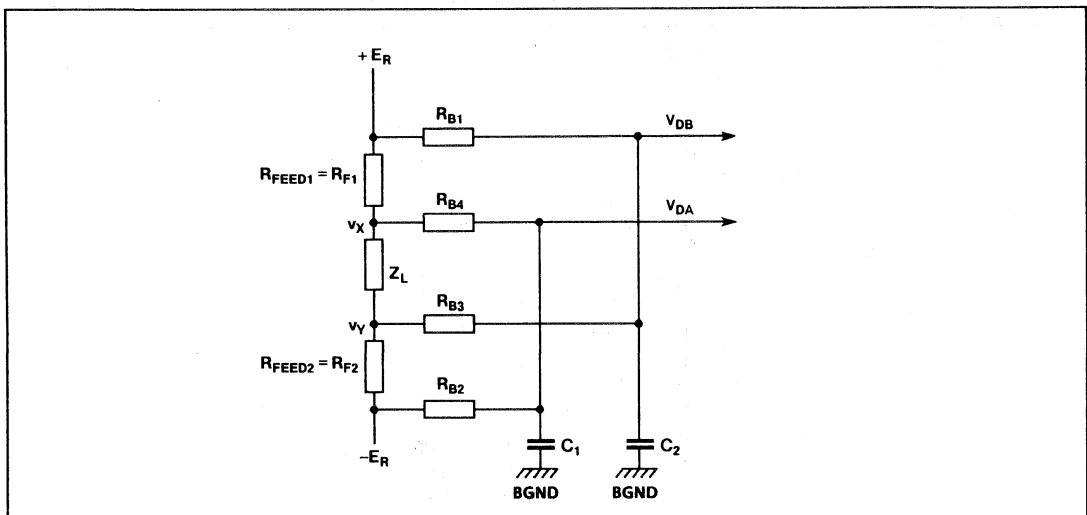 + E_R
R_B1
V_DB
R_FEED1 = R_F1
R_B4
V_DA
v_X
Z_L
R_B3
v_Y
R_FEED2 = R_F2
R_B2
C_1
C_2
−E_R
BGND
BGND